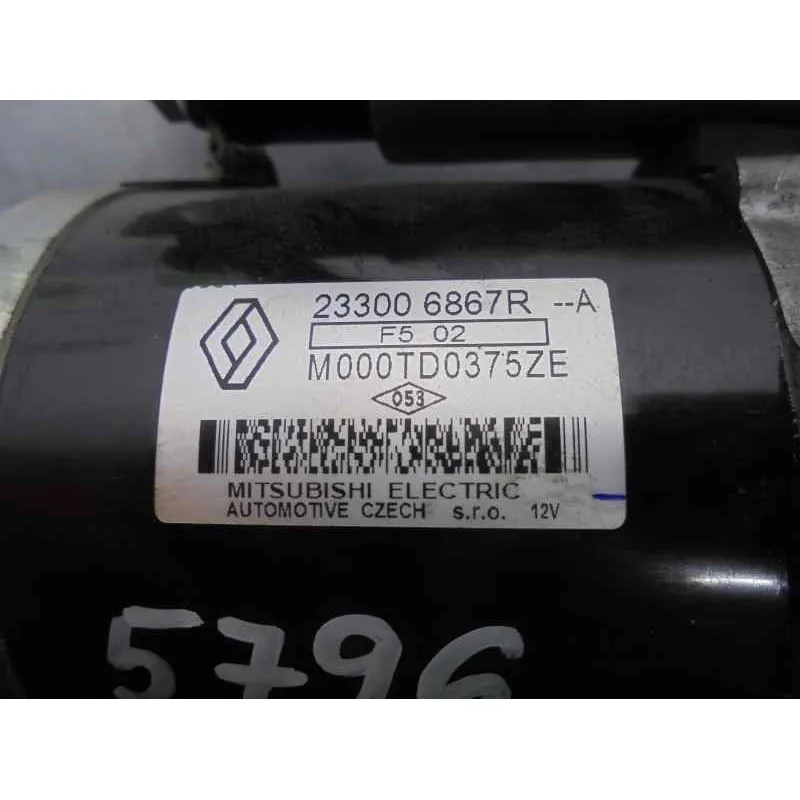 23300 6867R --A
F5 02
M000TD0375ZE
053
MITSUBISHI ELECTRIC
AUTOMOTIVE CZECH s.r.o. 12V
5796